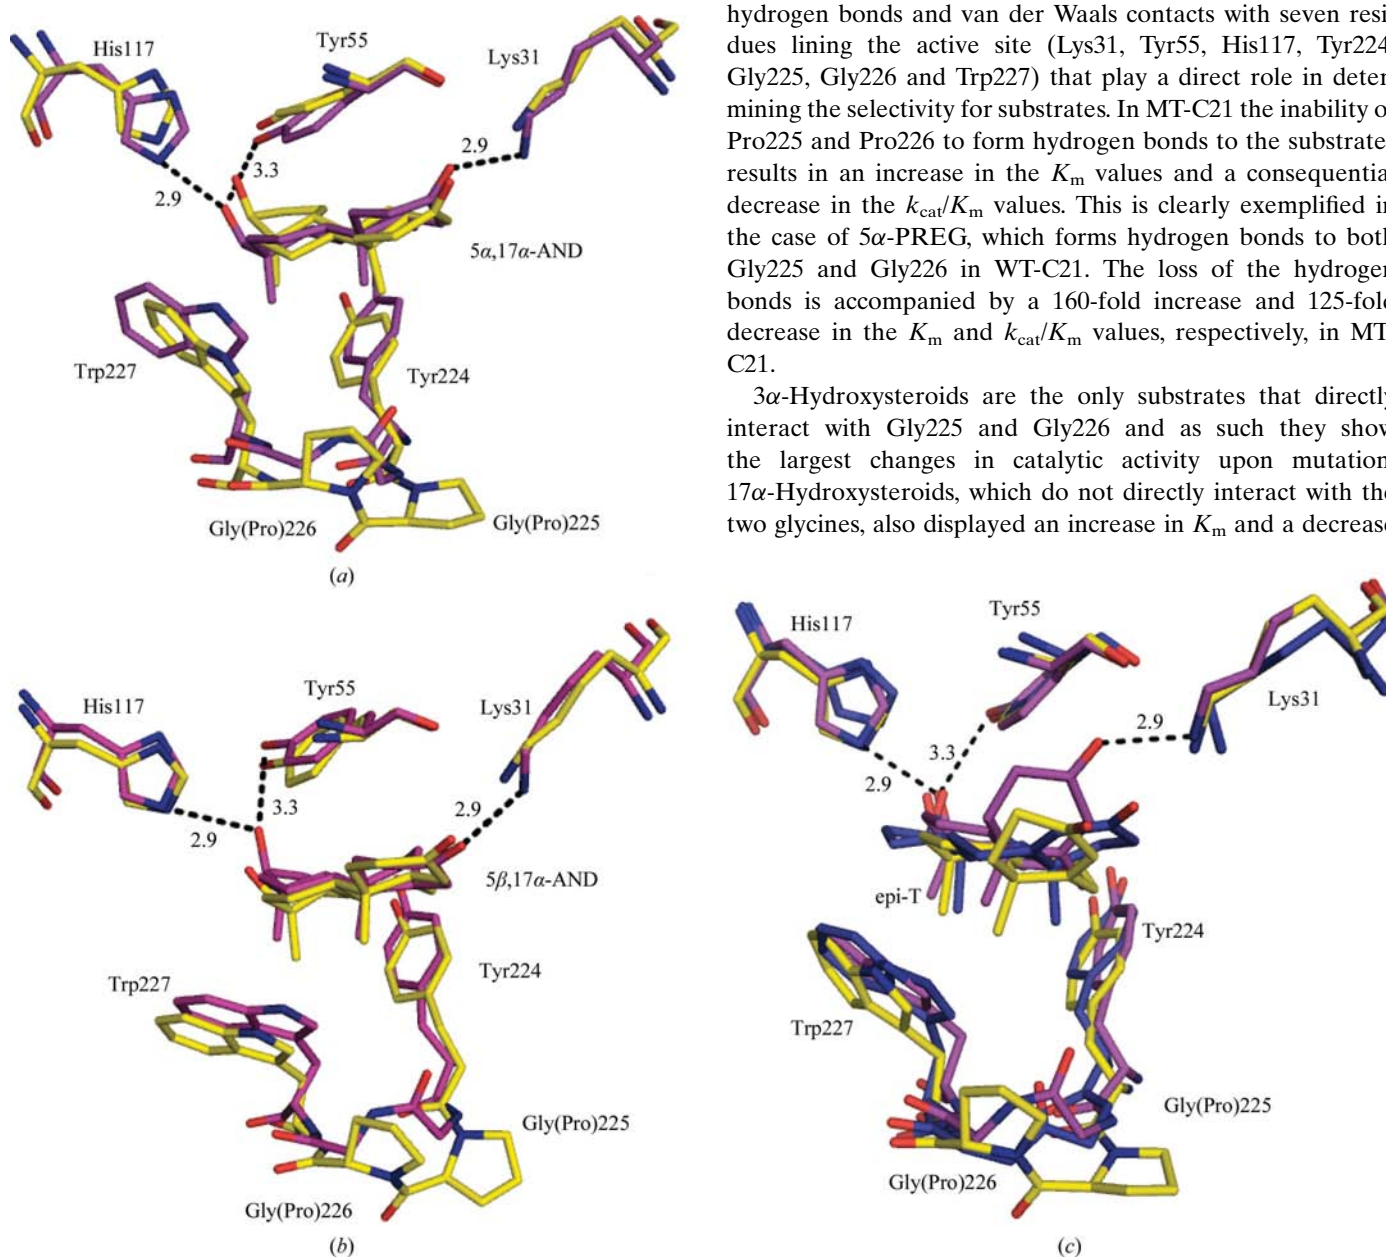 His117
Tyr55
Lys31
2.9
3.3
2.9
5α,17α-AND
Trp227
Tyr224
Gly(Pro)226
Gly(Pro)225
(a)
hydrogen bonds and van der Waals contacts with seven resi
dues lining the active site (Lys31, Tyr55, His117, Tyr224
Gly225, Gly226 and Trp227) that play a direct role in deter
mining the selectivity for substrates. In MT-C21 the inability o
Pro225 and Pro226 to form hydrogen bonds to the substrate
results in an increase in the Km values and a consequentia
decrease in the kcat/Km values. This is clearly exemplified in
the case of 5α-PREG, which forms hydrogen bonds to both
Gly225 and Gly226 in WT-C21. The loss of the hydrogen
bonds is accompanied by a 160-fold increase and 125-fold
decrease in the Km and kcat/Km values, respectively, in MT
C21.
3α-Hydroxysteroids are the only substrates that directly
interact with Gly225 and Gly226 and as such they show
the largest changes in catalytic activity upon mutation
17α-Hydroxysteroids, which do not directly interact with the
two glycines, also displayed an increase in Km and a decrease
His117
Tyr55
Lys31
2.9
3.3
2.9
5β,17α-AND
Trp227
Tyr224
Gly(Pro)225
Gly(Pro)226
(b)
His117
Tyr55
Lys31
2.9
3.3
2.9
epi-T
Tyr224
Trp227
Gly(Pro)225
Gly(Pro)226
(c)